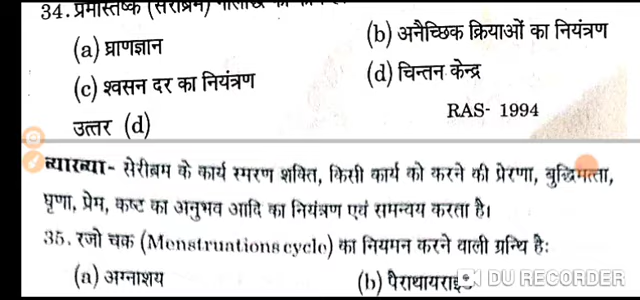 34. प्रमस्तिष्क (सेरीब्रम)
(a) घ्राणज्ञान
(b) अनैच्छिक क्रियाओं का नियंत्रण
(c) श्वसन दर का नियंत्रण
(d) चिन्तन केन्द्र
RAS- 1994
उत्तर (d)
व्याख्या- सेरीब्रम के कार्य स्मरण शक्ति, किसी कार्य को करने की प्रेरणा, बुद्धिमत्ता,
घृणा, प्रेम, कष्ट का अनुभव आदि का नियंत्रण एवं समन्वय करता है।
35. रजो चक्र (Menstruations cycle) का नियमन करने वाली ग्रन्थि है:
(a) अग्नाशय
(b) पैराथायराइड
DU RECORDER